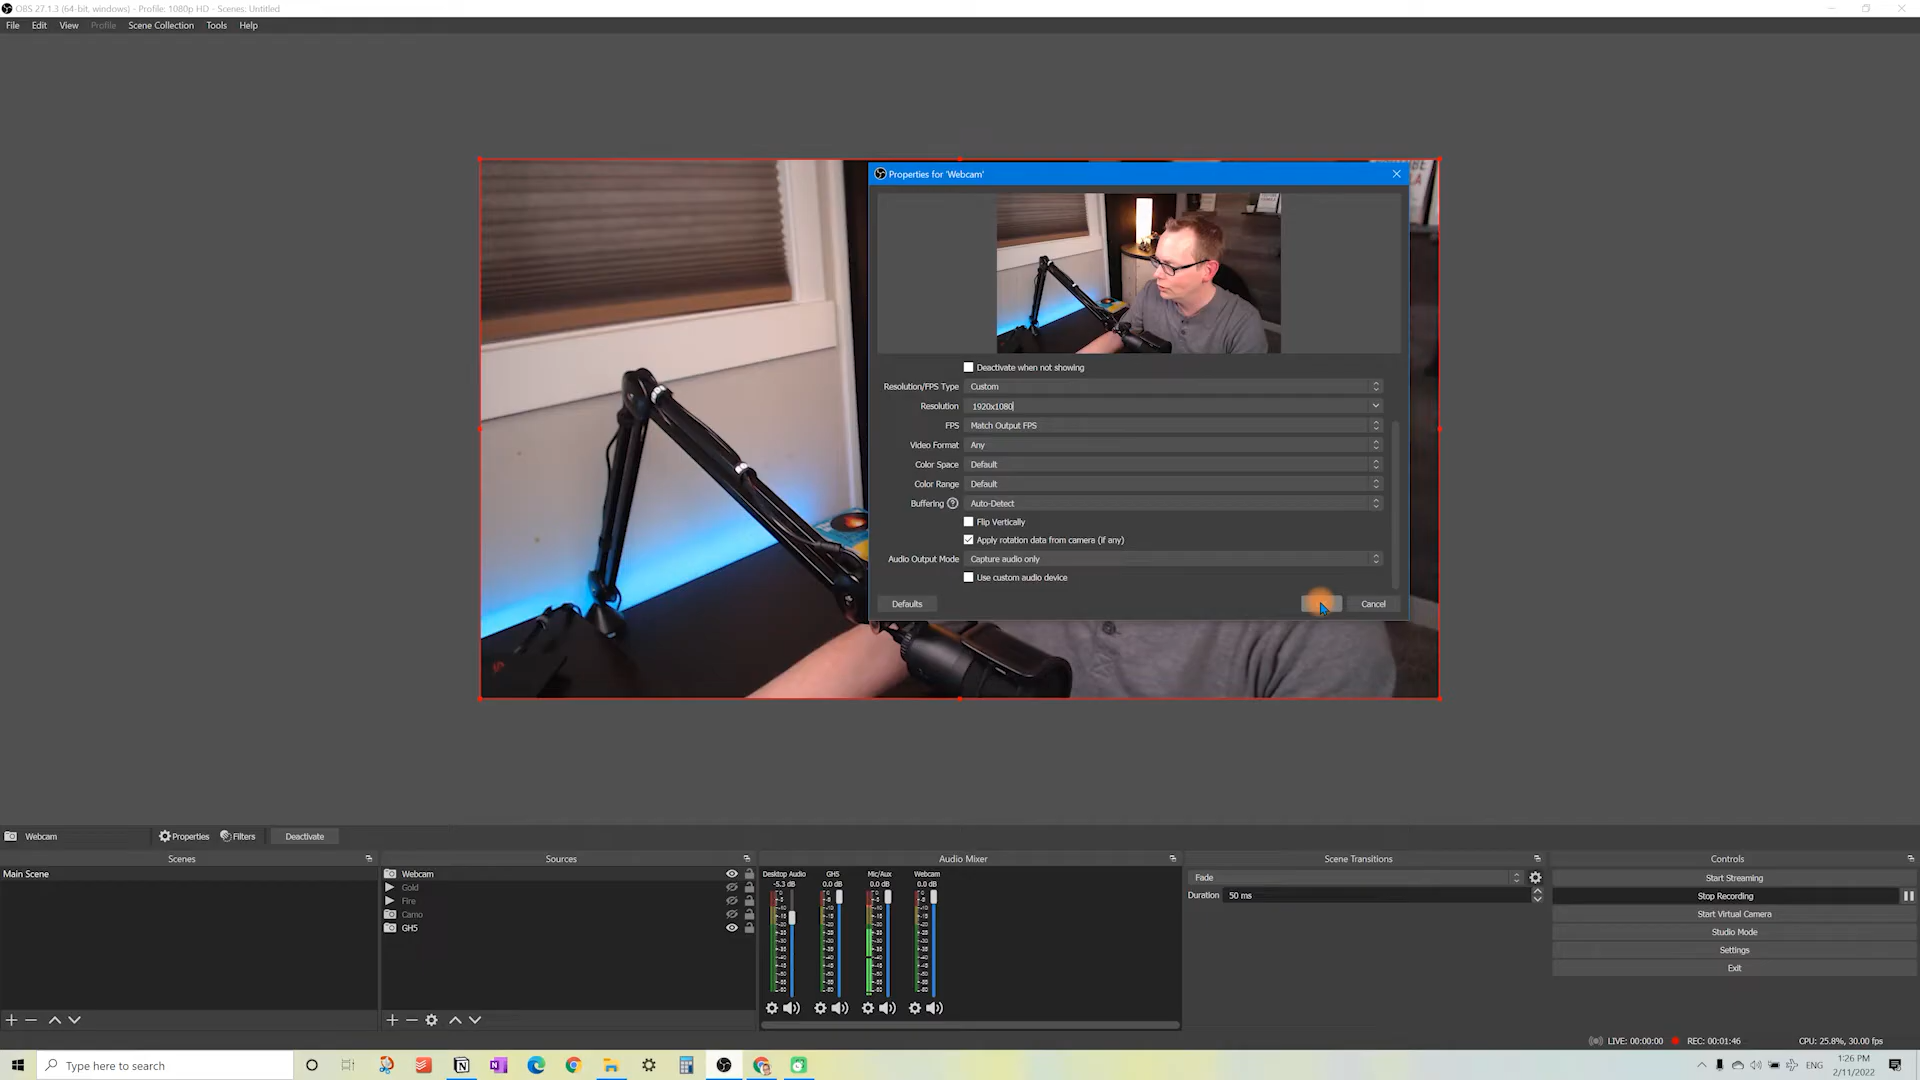 OBS 27.1.3 (64-bit, windows) - Profile: 1080p HD - Scenes: Untitled
File Edit View Profile Scene Collection Tools Help
Properties for 'Webcam'
Deactivate when not showing
Resolution/FPS Type Custom
Resolution 1920x1080
FPS Match Output FPS
Video Format Any
Color Space Default
Color Range Default
Buffering ? Auto-Detect
Flip Vertically
Apply rotation data from camera (if any)
Audio Output Mode Capture audio only
Use custom audio device
Defaults Cancel
Webcam Properties Filters Deactivate
Scenes
Main Scene
Sources
Webcam
Gold
Fire
Camo
GH5
Audio Mixer
Desktop Audio GH5 Mic/Aux Webcam
-5.3 dB 0.0 dB 0.0 dB 0.0 dB
Scene Transitions
Fade
Duration 50 ms
Controls
Start Streaming
Stop Recording
Start Virtual Camera
Studio Mode
Settings
Exit
LIVE: 00:00:00 REC: 00:01:46 CPU: 25.8%, 30.00 fps
Type here to search
ENG
1:26 PM
2/11/2022